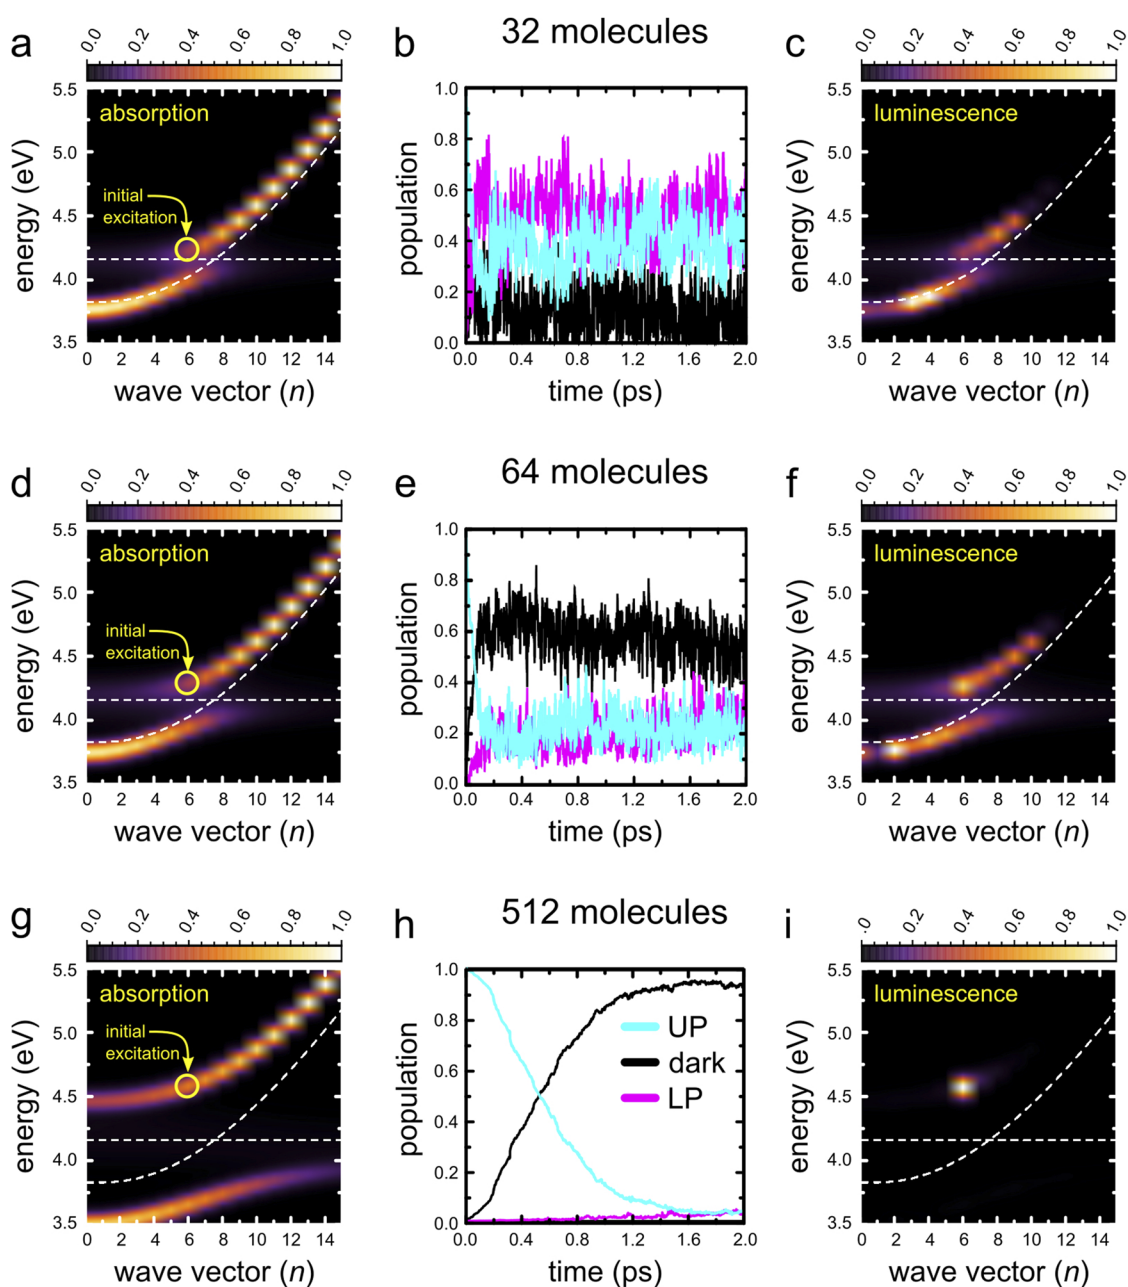 32 molecules
a
0.0 0.2 0.4 0.6 0.8 1.0
absorption
initial
excitation
energy (eV)
5.5
5.0
4.5
4.0
3.5
0 2 4 6 8 10 12 14
wave vector (n)
b
population
1.0
0.8
0.6
0.4
0.2
0.0
0.0 0.4 0.8 1.2 1.6 2.0
time (ps)
c
0.0 0.2 0.4 0.6 0.8 1.0
luminescence
energy (eV)
5.5
5.0
4.5
4.0
3.5
0 2 4 6 8 10 12 14
wave vector (n)
64 molecules
d
0.0 0.2 0.4 0.6 0.8 1.0
absorption
initial
excitation
energy (eV)
5.5
5.0
4.5
4.0
3.5
0 2 4 6 8 10 12 14
wave vector (n)
e
population
1.0
0.8
0.6
0.4
0.2
0.0
0.0 0.4 0.8 1.2 1.6 2.0
time (ps)
f
0.0 0.2 0.4 0.6 0.8 1.0
luminescence
energy (eV)
5.5
5.0
4.5
4.0
3.5
0 2 4 6 8 10 12 14
wave vector (n)
512 molecules
g
0.0 0.2 0.4 0.6 0.8 1.0
absorption
initial
excitation
energy (eV)
5.5
5.0
4.5
4.0
3.5
0 2 4 6 8 10 12 14
wave vector (n)
h
population
1.0
0.8
0.6
0.4
0.2
0.0
UP
dark
LP
0.0 0.4 0.8 1.2 1.6 2.0
time (ps)
i
0.0 0.2 0.4 0.6 0.8 1.0
luminescence
energy (eV)
5.5
5.0
4.5
4.0
3.5
0 2 4 6 8 10 12 14
wave vector (n)